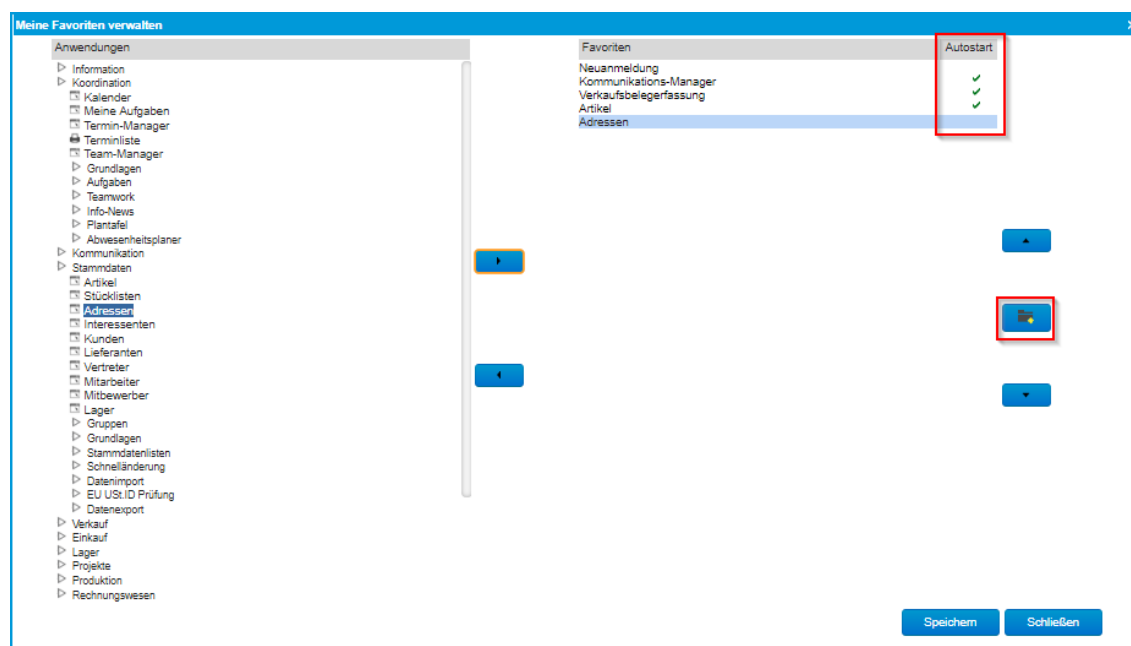 Meine Favoriten verwalten
Anwendungen
Information
Koordination
Kalender
Meine Aufgaben
Termin-Manager
Terminliste
Team-Manager
Grundlagen
Aufgaben
Teamwork
Info-News
Plantafel
Abwesenheitsplaner
Kommunikation
Stammdaten
Artikel
Stücklisten
Adressen
Interessenten
Kunden
Lieferanten
Vertreter
Mitarbeiter
Mitbewerber
Lager
Gruppen
Grundlagen
Stammdatenlisten
Schnelländerung
Datenimport
EU USt.ID Prüfung
Datenexport
Verkauf
Einkauf
Lager
Projekte
Produktion
Rechnungswesen
Favoriten Autostart
Neuanmeldung
Kommunikations-Manager
Verkaufsbelegerfassung
Artikel
Adressen
Speichern Schließen